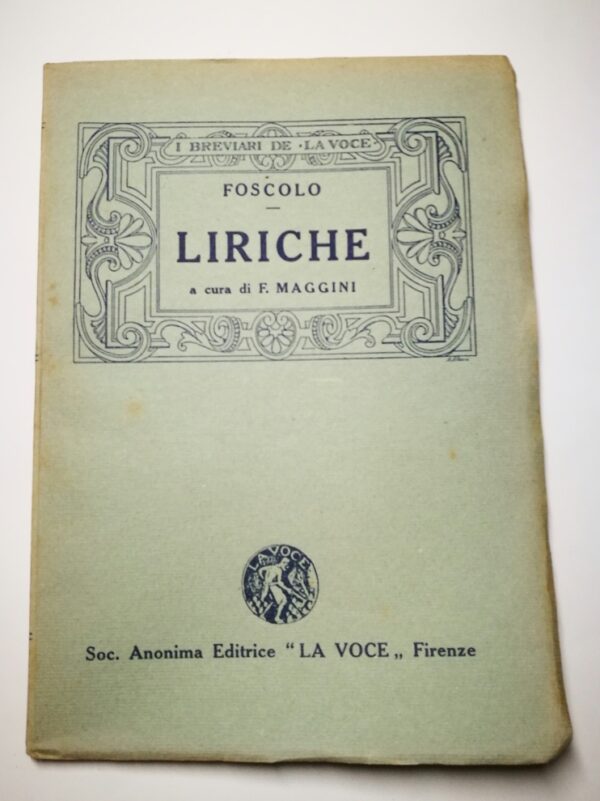 I BREVIARI DE · LA VOCE ·
FOSCOLO
LIRICHE
a cura di F. MAGGINI
LA VOCE
Soc. Anonima Editrice "LA VOCE„ Firenze